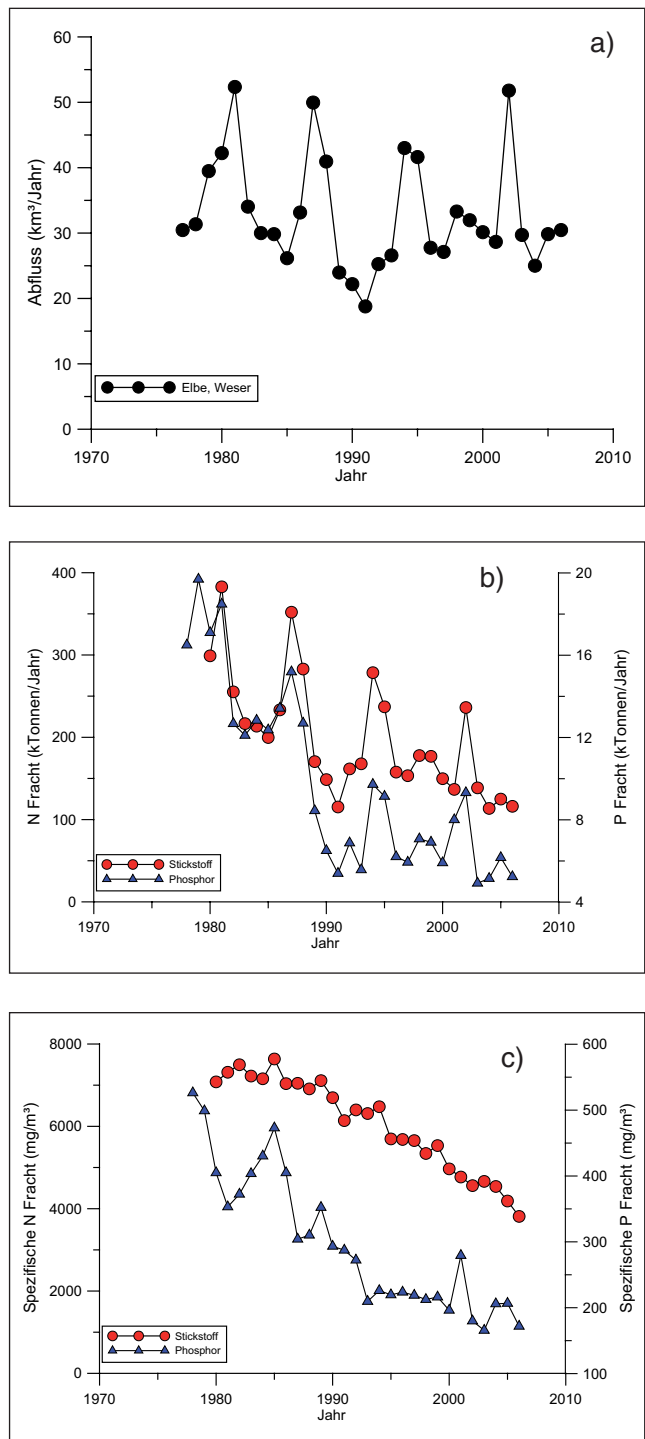 a)
60
50
40
30
20
10
0
Abfluss (km³/Jahr)
Elbe, Weser
1970
1980
1990
2000
2010
Jahr
b)
400
300
200
100
0
N Fracht (kTonnen/Jahr)
20
16
12
8
4
P Fracht (kTonnen/Jahr)
Stickstoff
Phosphor
1970
1980
1990
2000
2010
Jahr
c)
8000
6000
4000
2000
0
Spezifische N Fracht (mg/m³)
600
500
400
300
200
100
Spezifische P Fracht (mg/m³)
Stickstoff
Phosphor
1970
1980
1990
2000
2010
Jahr